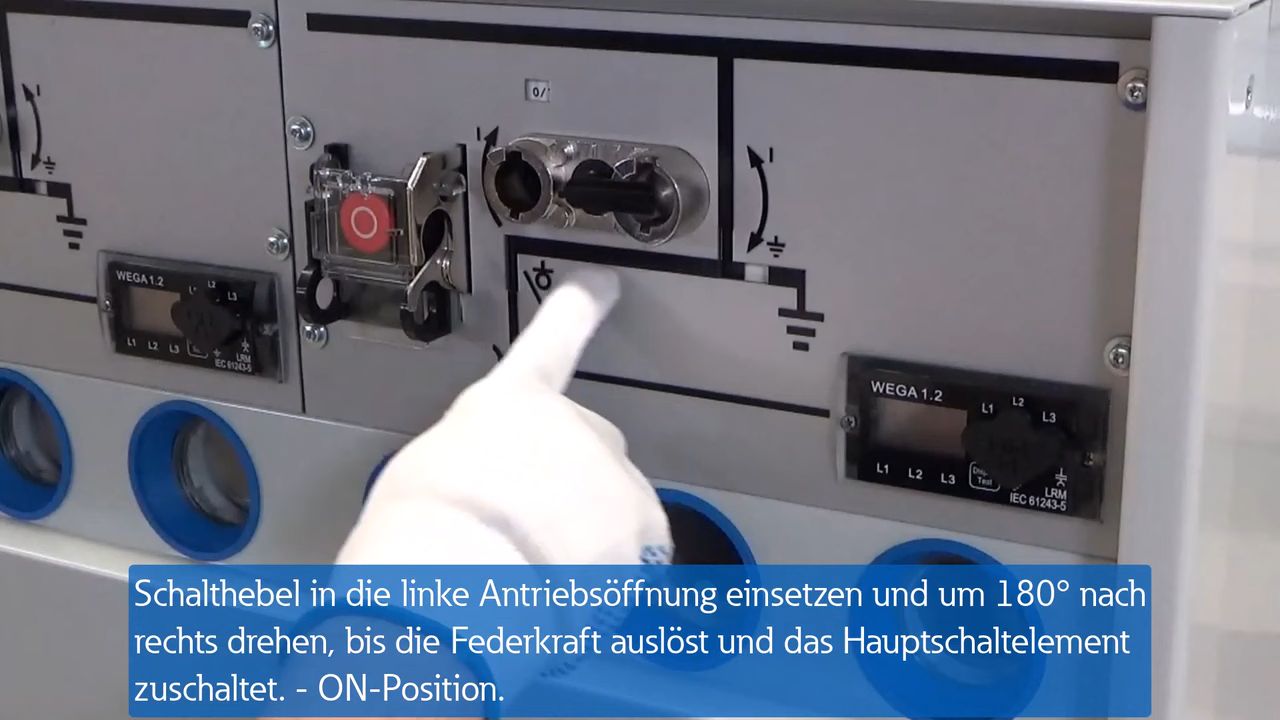 0/
I
I
I
WEGA 1.2
L2
L3
L1 L2 L3
LRM
IEC 61243-5
WEGA 1.2
L1 L2 L3
L1 L2 L3
Test
LRM
IEC 61243-5
Schalthebel in die linke Antriebsöffnung einsetzen und um 180° nach
rechts drehen, bis die Federkraft auslöst und das Hauptschaltelement
zuschaltet. - ON-Position.